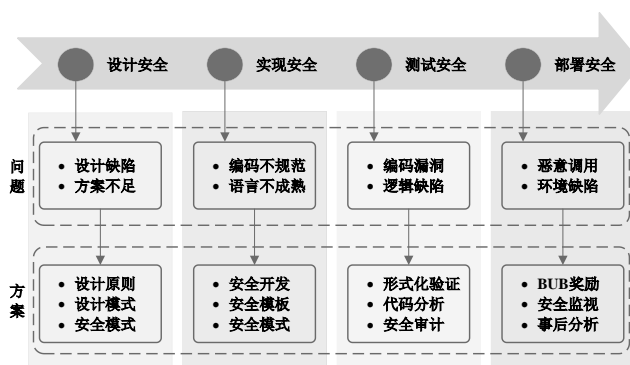 设计安全 实现安全 测试安全 部署安全
问题
• 设计缺陷
• 方案不足
• 编码不规范
• 语言不成熟
• 编码漏洞
• 逻辑缺陷
• 恶意调用
• 环境缺陷
方案
• 设计原则
• 设计模式
• 安全模式
• 安全开发
• 安全模板
• 安全模式
• 形式化验证
• 代码分析
• 安全审计
• BUB奖励
• 安全监视
• 事后分析